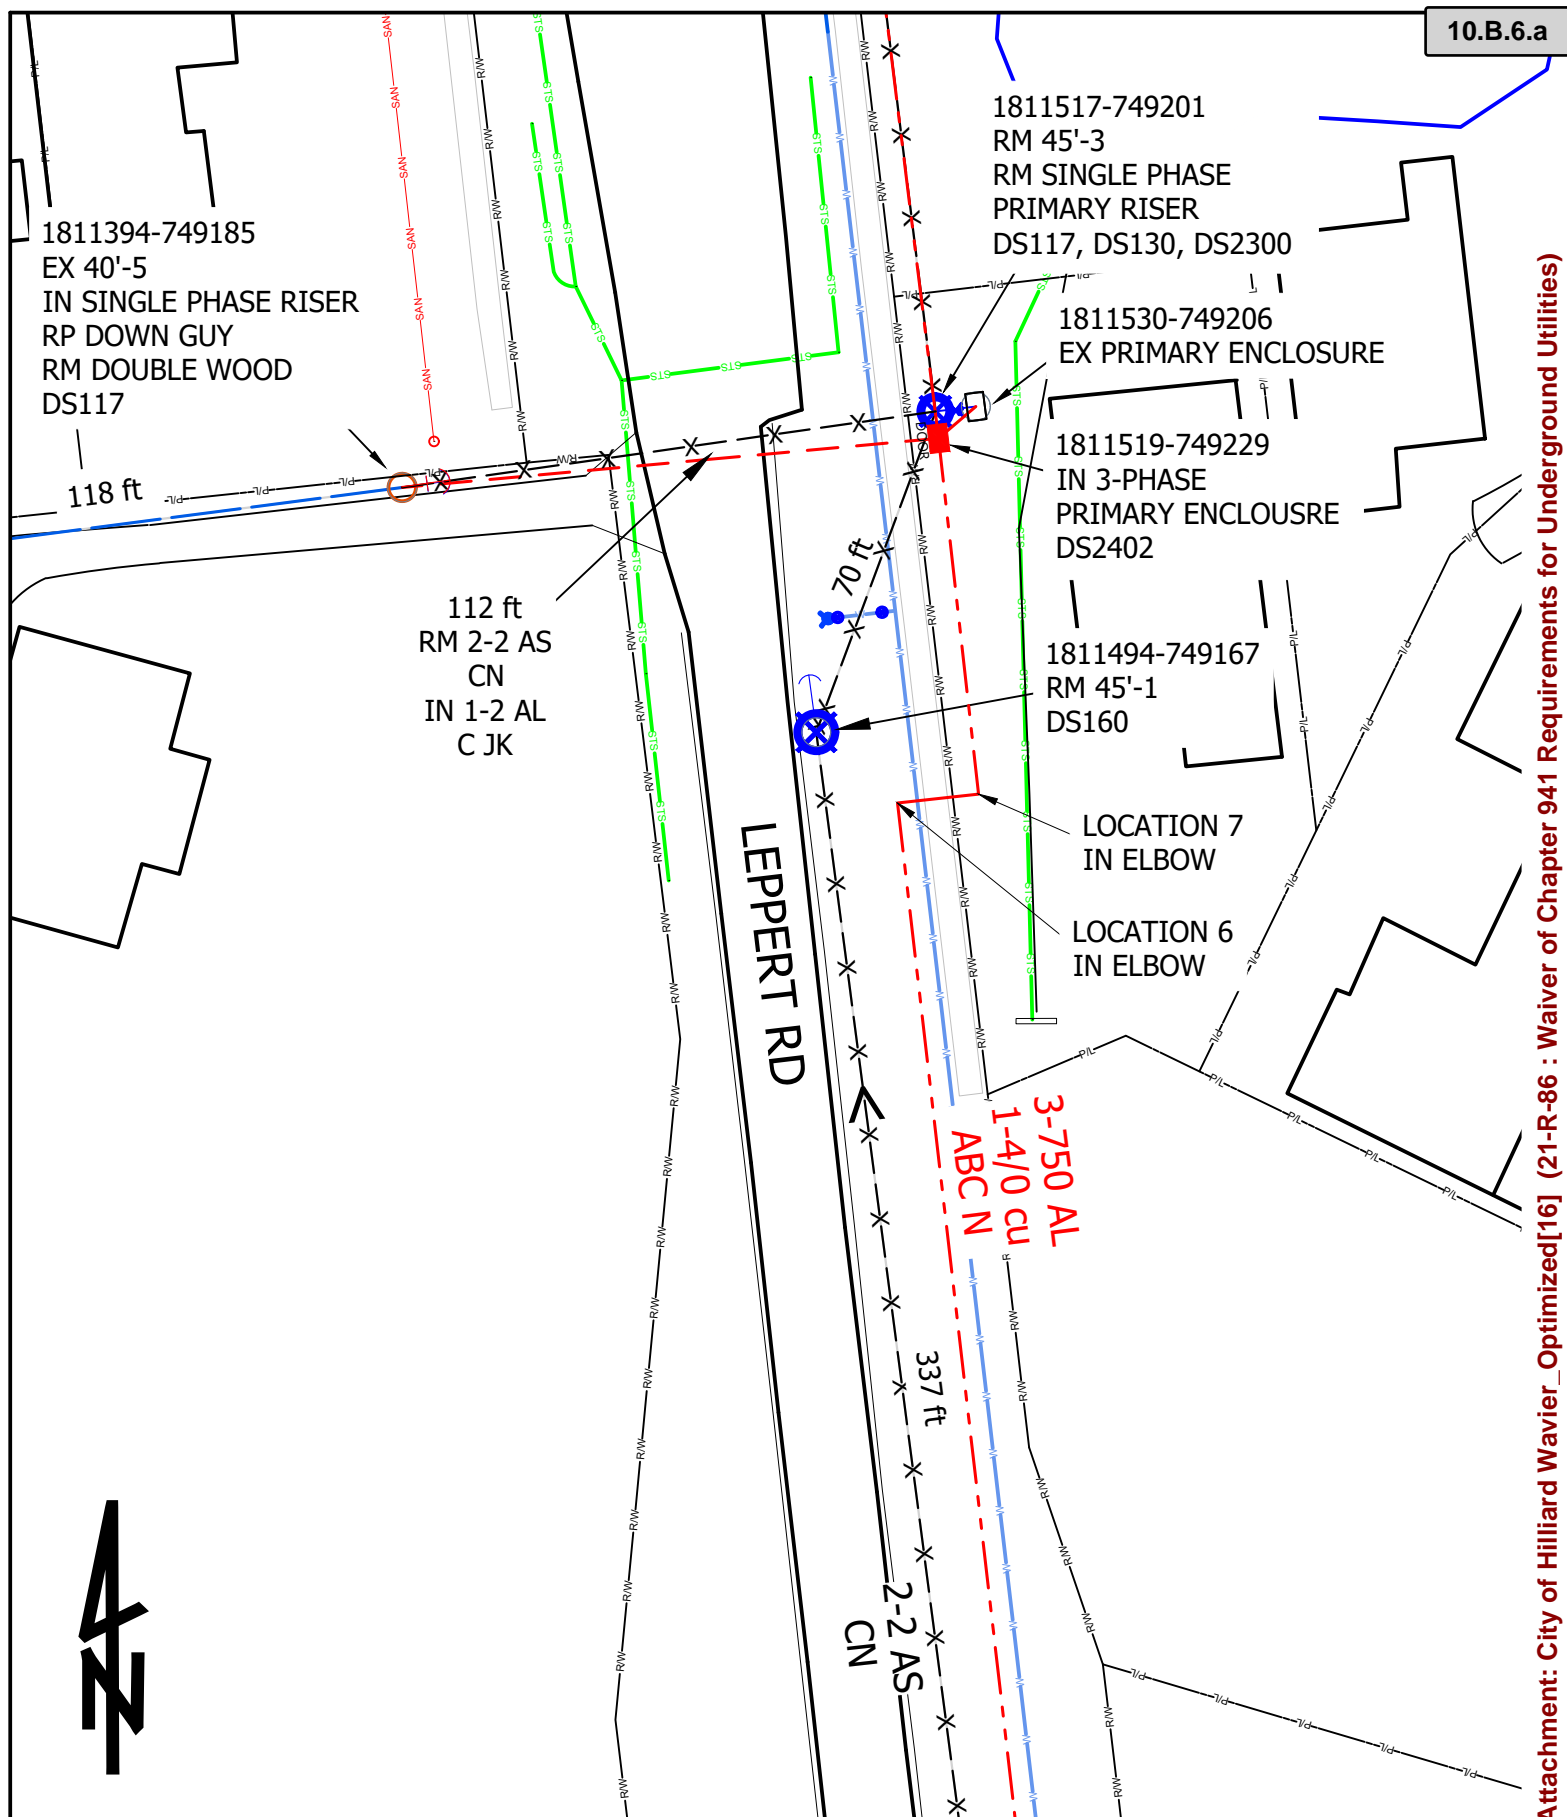 10.B.6.a
1811517-749201
RM 45'-3
RM SINGLE PHASE
PRIMARY RISER
DS117, DS130, DS2300
1811394-749185
EX 40'-5
IN SINGLE PHASE RISER
RP DOWN GUY
RM DOUBLE WOOD
DS117
1811530-749206
EX PRIMARY ENCLOSURE
1811519-749229
IN 3-PHASE
PRIMARY ENCLOUSRE
DS2402
118 ft
70 ft
112 ft
RM 2-2 AS
CN
IN 1-2 AL
C JK
1811494-749167
RM 45'-1
DS160
LOCATION 7
IN ELBOW
LOCATION 6
IN ELBOW
LEPPERT RD
3-750 AL
1-4/0 cu
ABC N
337 ft
2-2 AS
CN
N
Attachment: City of Hilliard Wavier_Optimized[16] (21-R-86 : Waiver of Chapter 941 Requirements for Underground Utilities)